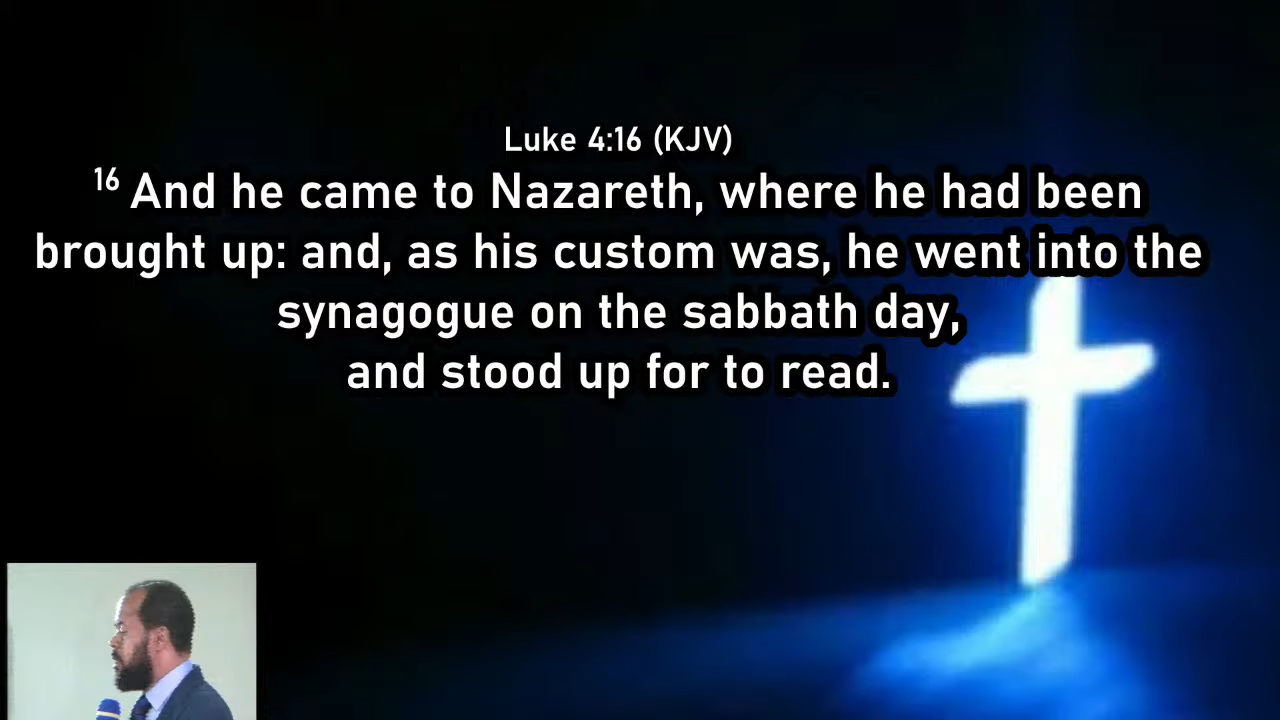 Luke 4:16 (KJV)
16 And he came to Nazareth, where he had been
brought up: and, as his custom was, he went into the
synagogue on the sabbath day,
and stood up for to read.